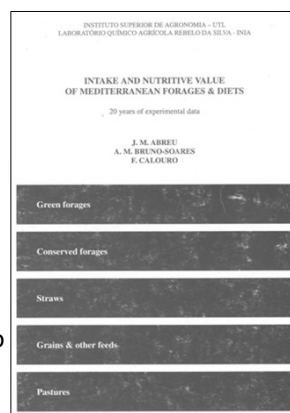 INSTITUTO SUPERIOR DE AGRONOMIA – UTL
LABORATÓRIO QUÍMICO AGRÍCOLA REBELO DA SILVA - INIA
INTAKE AND NUTRITIVE VALUE
OF MEDITERRANEAN FORAGES & DIETS
20 years of experimental data
J. M. ABREU
A. M. BRUNO-SOARES
F. CALOURO
Green forages
Conserved forages
Straws
Grains & other feeds
Pastures